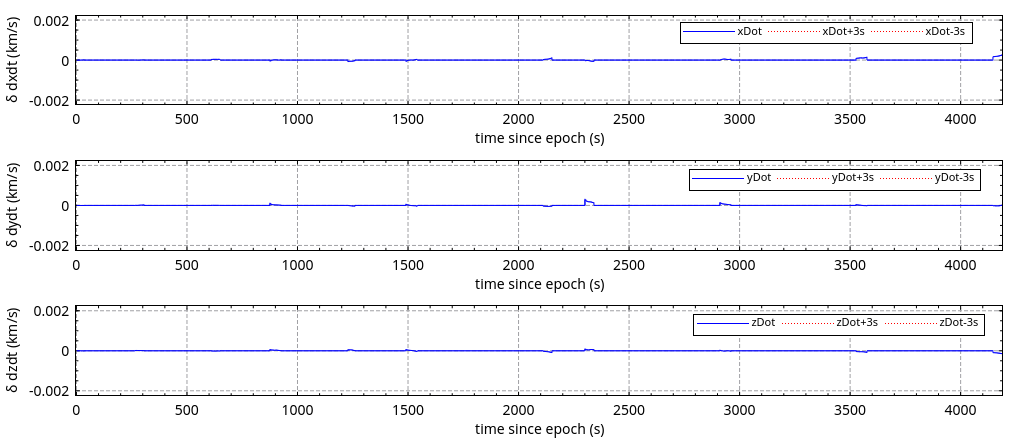 δ dxdt (km/s)
0.002
0
-0.002
xDot xDot+3s xDot-3s
0 500 1000 1500 2000 2500 3000 3500 4000
time since epoch (s)
δ dydt (km/s)
0.002
0
-0.002
yDot yDot+3s yDot-3s
0 500 1000 1500 2000 2500 3000 3500 4000
time since epoch (s)
δ dzdt (km/s)
0.002
0
-0.002
zDot zDot+3s zDot-3s
0 500 1000 1500 2000 2500 3000 3500 4000
time since epoch (s)